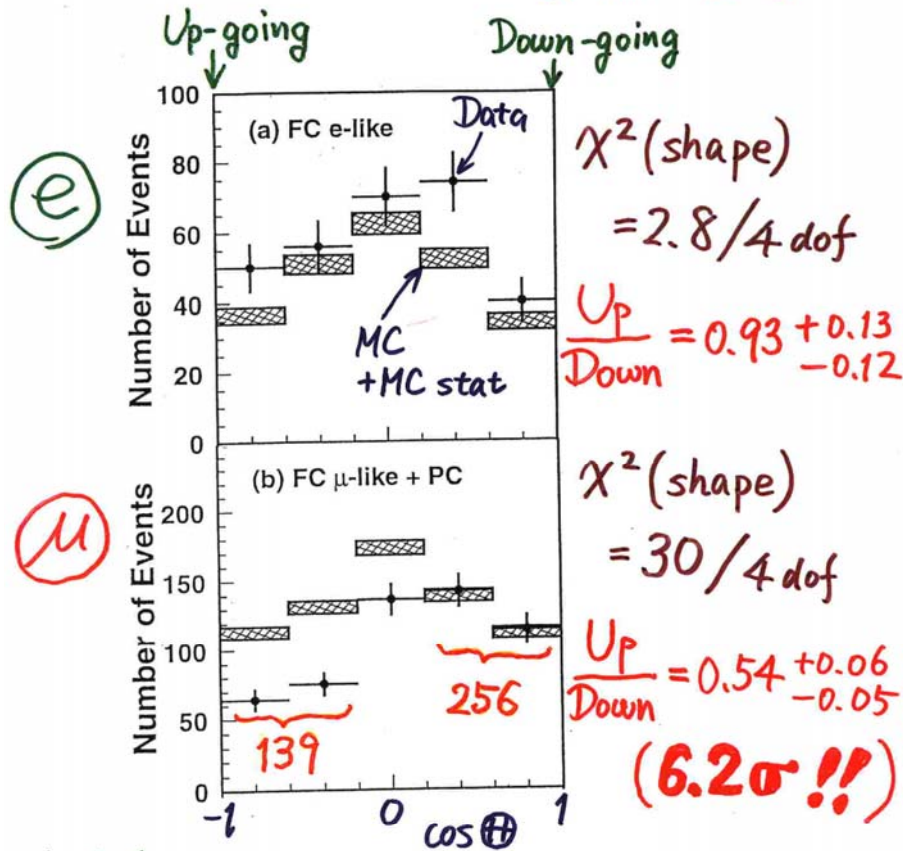 Up-going
Down-going
100
80
60
40
20
0
Number of Events
(a) FC e-like
Data
MC
+MC stat
e
χ² (shape)
= 2.8/4 dof
Up/Down = 0.93 +0.13 -0.12
200
150
100
50
0
Number of Events
(b) FC μ-like + PC
139
256
μ
χ² (shape)
= 30/4 dof
Up/Down = 0.54 +0.06 -0.05
(6.2σ !!)
-1
0
1
cos Θ